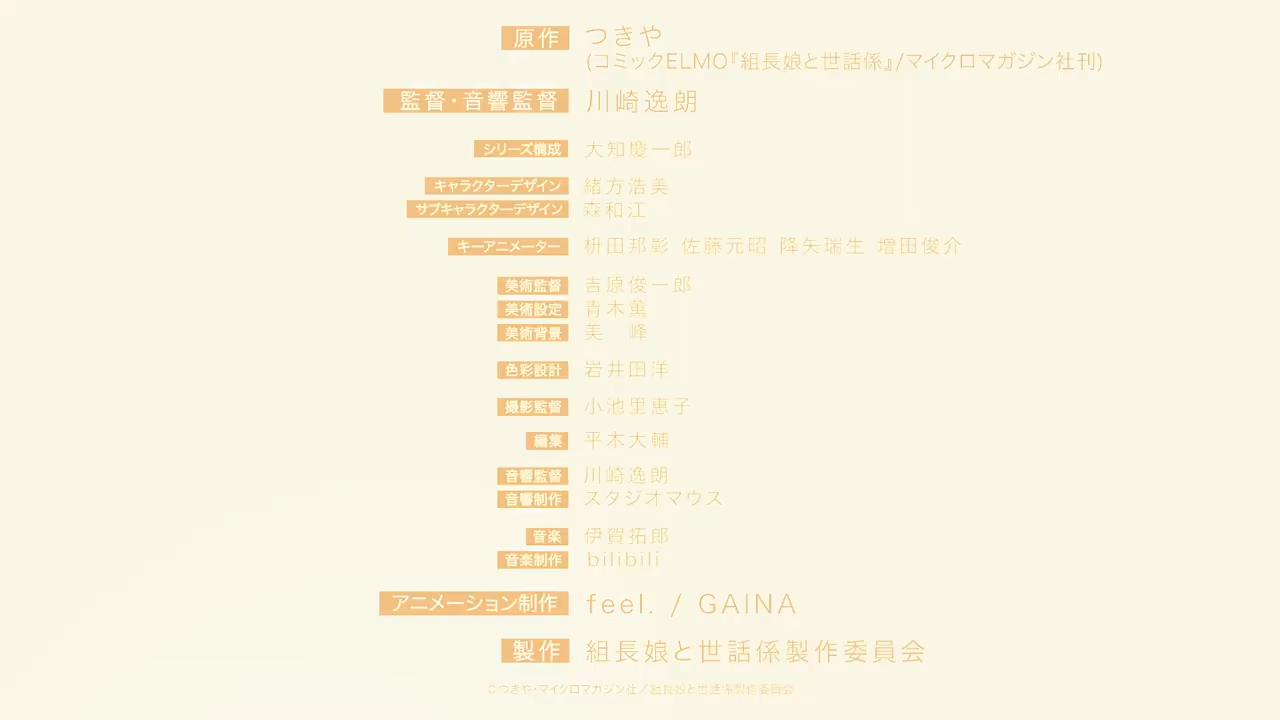 原作 つきや
(コミックELMO『組長娘と世話係』/マイクロマガジン社刊)
監督・音響監督 川崎逸朗
シリーズ構成 大知慶一郎
キャラクターデザイン 緒方浩美
サブキャラクターデザイン 森和江
キーアニメーター 枡田邦彰 佐藤元昭 降矢瑞生 増田俊介
美術監督 吉原俊一郎
美術設定 青木薫
美術背景 美 峰
色彩設計 岩井田洋
撮影監督 小池里恵子
編集 平木大輔
音響監督 川崎逸朗
音響制作 スタジオマウス
音楽 伊賀拓郎
音楽制作 bilibili
アニメーション制作 feel. / GAINA
製作 組長娘と世話係製作委員会
©つきや・マイクロマガジン社／組長娘と世話係製作委員会